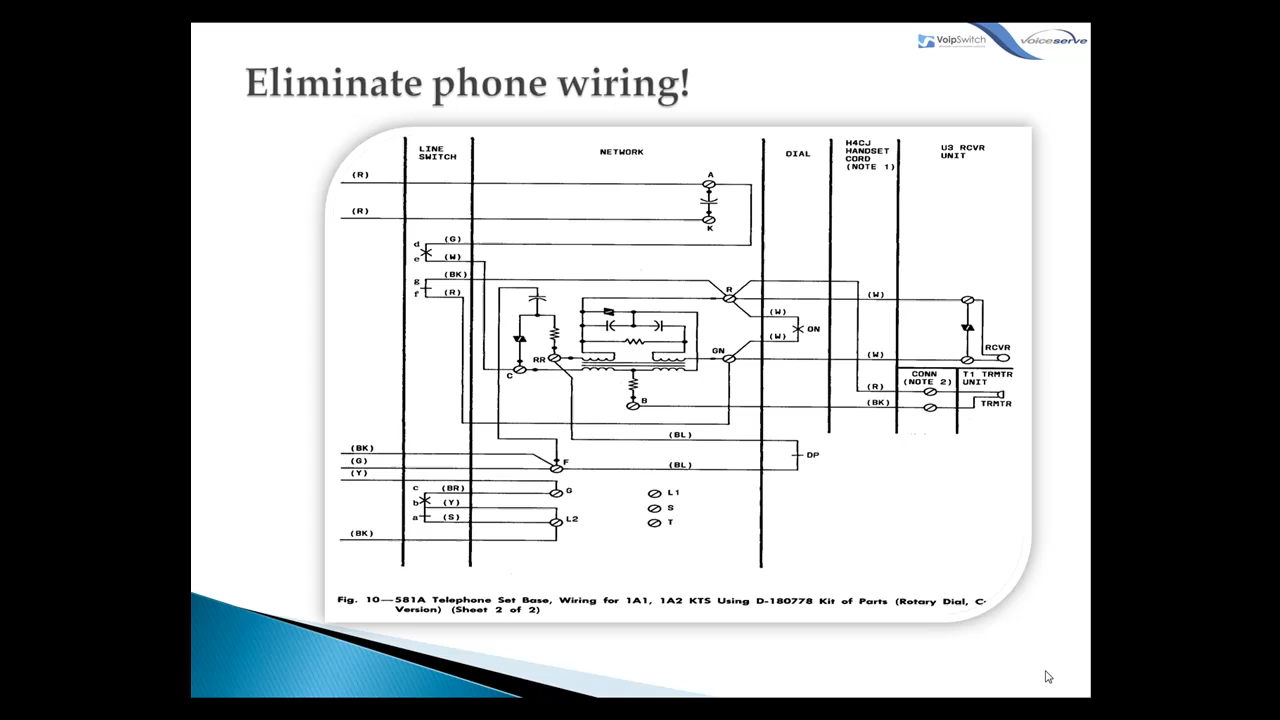 VoipSwitch
voiceserve
Eliminate phone wiring!
LINE
SWITCH
NETWORK
DIAL
H4CJ
HANDSET
CORD
(NOTE 1)
U3 RCVR
UNIT
(R)
A
(R)
K
d
(G)
e
(W)
g
(BK)
f
(R)
R
(W)
(W)
ON
(W)
GN
RR
C
(W)
RCVR
CONN
(NOTE 2)
T1 TRMTR
UNIT
(R)
B
(BK)
TRMTR
(BL)
(BK)
DP
(G)
F
(BL)
(Y)
c
(BR)
G
L1
b
(Y)
S
a
(S)
L2
T
(BK)
Fig. 10—581A Telephone Set Base, Wiring for 1A1, 1A2 KTS Using D-180778 Kit of Parts (Rotary Dial, C-
Version) (Sheet 2 of 2)